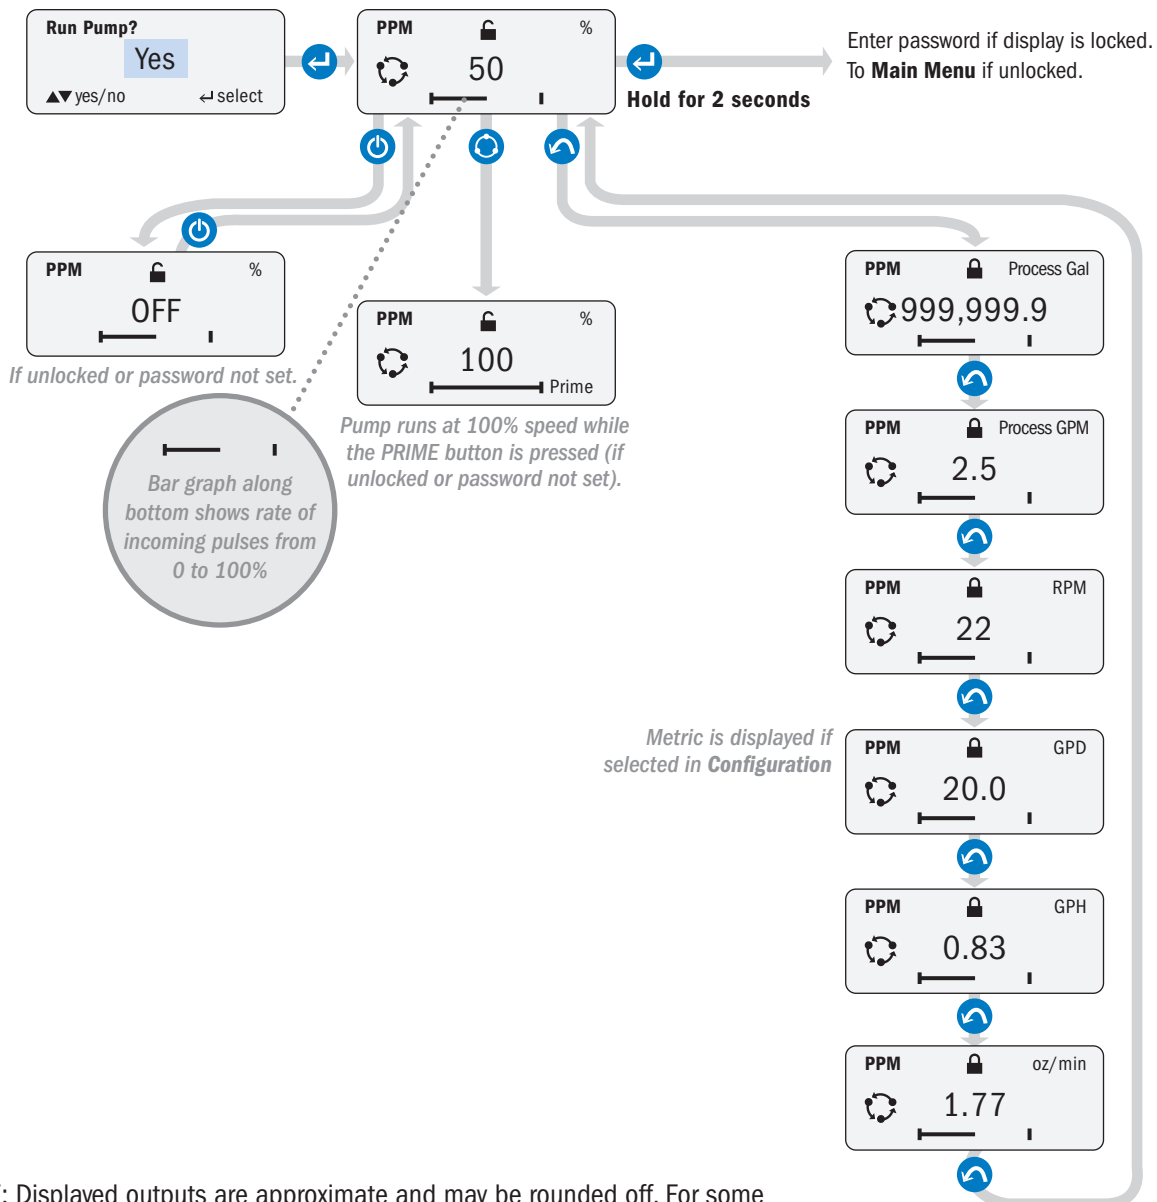 Run Pump?
Yes
▲▼ yes/no ↵ select
PPM %
50
Hold for 2 seconds
Enter password if display is locked.
To Main Menu if unlocked.
PPM %
OFF
If unlocked or password not set.
PPM %
100
Prime
Pump runs at 100% speed while
the PRIME button is pressed (if
unlocked or password not set).
Bar graph along
bottom shows rate of
incoming pulses from
0 to 100%
PPM Process Gal
999,999.9
PPM Process GPM
2.5
PPM RPM
22
Metric is displayed if
selected in Configuration
PPM GPD
20.0
PPM GPH
0.83
PPM oz/min
1.77
: Displayed outputs are approximate and may be rounded off. For some